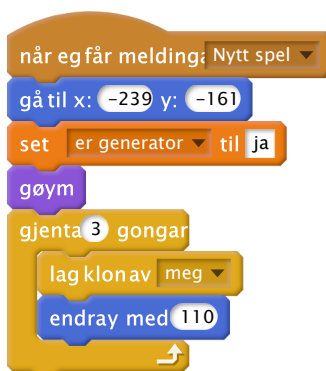 når eg får meldinga Nytt spel
gå til x: -239 y: -161
set er generator til ja
gøym
gjenta 3 gongar
lag klon av meg
endra y med 110